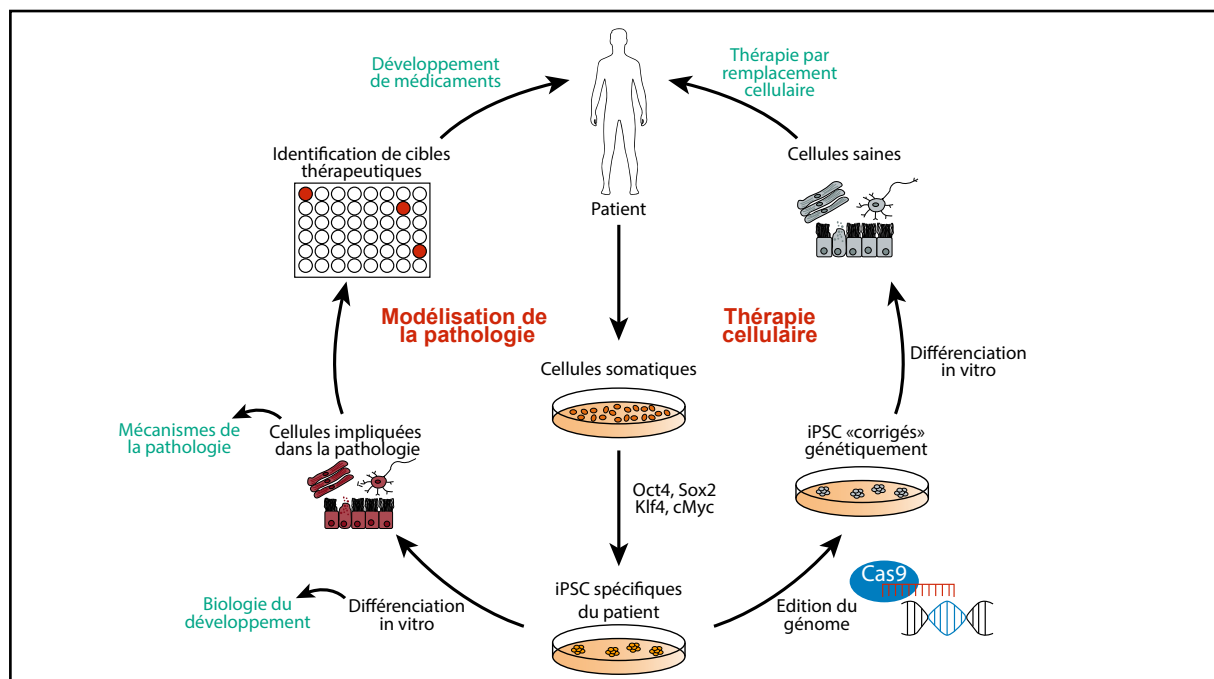 Développement
de médicaments
Thérapie par
remplacement
cellulaire
Identification de cibles
thérapeutiques
Patient
Cellules saines
Modélisation de
la pathologie
Thérapie
cellulaire
Cellules somatiques
Différenciation
in vitro
Mécanismes de
la pathologie
Cellules impliquées
dans la pathologie
iPSC «corrigés»
génétiquement
Oct4, Sox2
Klf4, cMyc
Cas9
Biologie du
développement
Différenciation
in vitro
iPSC spécifiques
du patient
Edition du
génome